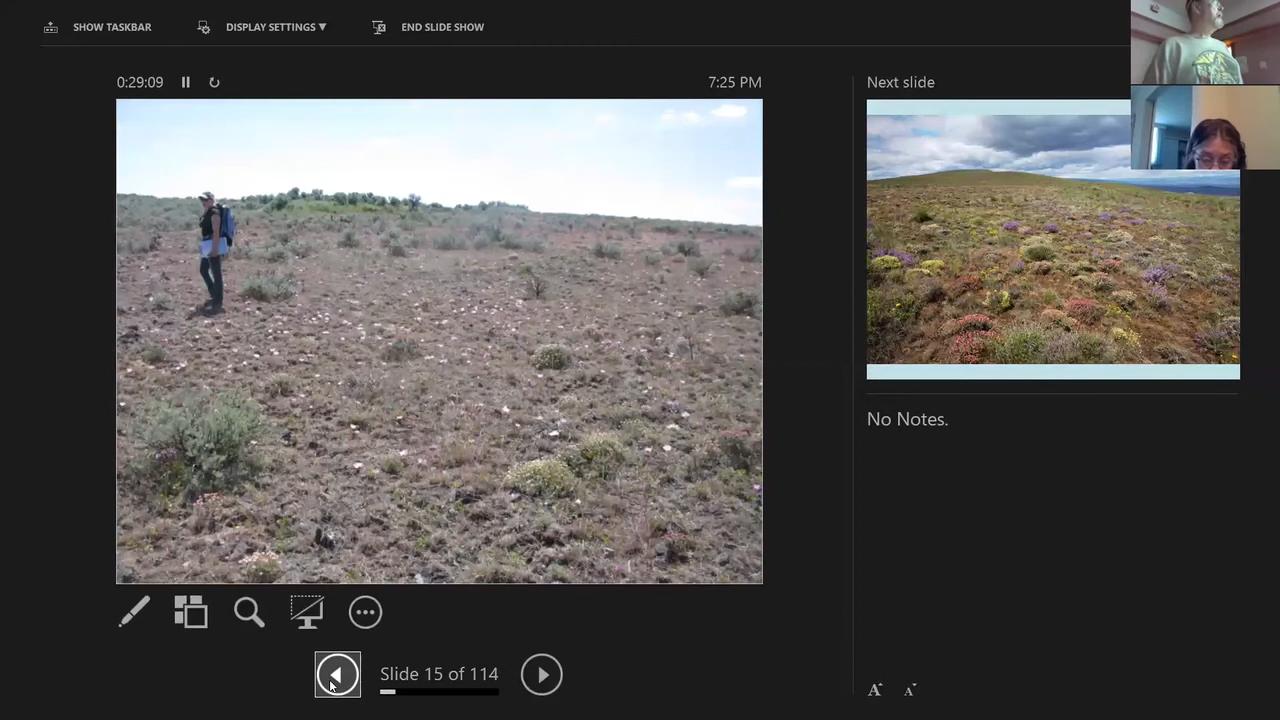 SHOW TASKBAR
DISPLAY SETTINGS ▼
END SLIDE SHOW
0:29:09
7:25 PM
Next slide
No Notes.
Slide 15 of 114
A
A